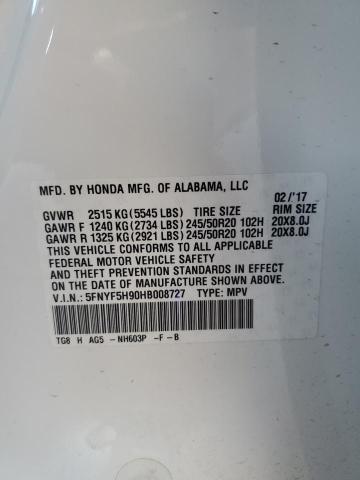 MFD. BY HONDA MFG. OF ALABAMA, LLC
02/'17
GVWR 2515 KG (5545 LBS) TIRE SIZE RIM SIZE
GAWR F 1240 KG (2734 LBS) 245/50R20 102H 20X8.0J
GAWR R 1325 KG (2921 LBS) 245/50R20 102H 20X8.0J
THIS VEHICLE CONFORMS TO ALL APPLICABLE
FEDERAL MOTOR VEHICLE SAFETY
AND THEFT PREVENTION STANDARDS IN EFFECT
ON DATE OF MANUFACTURE SHOWN ABOVE.
V.I.N.: 5FNYF5H90HB008727 TYPE: MPV
TG8 H AG5 -NH603P -F-B